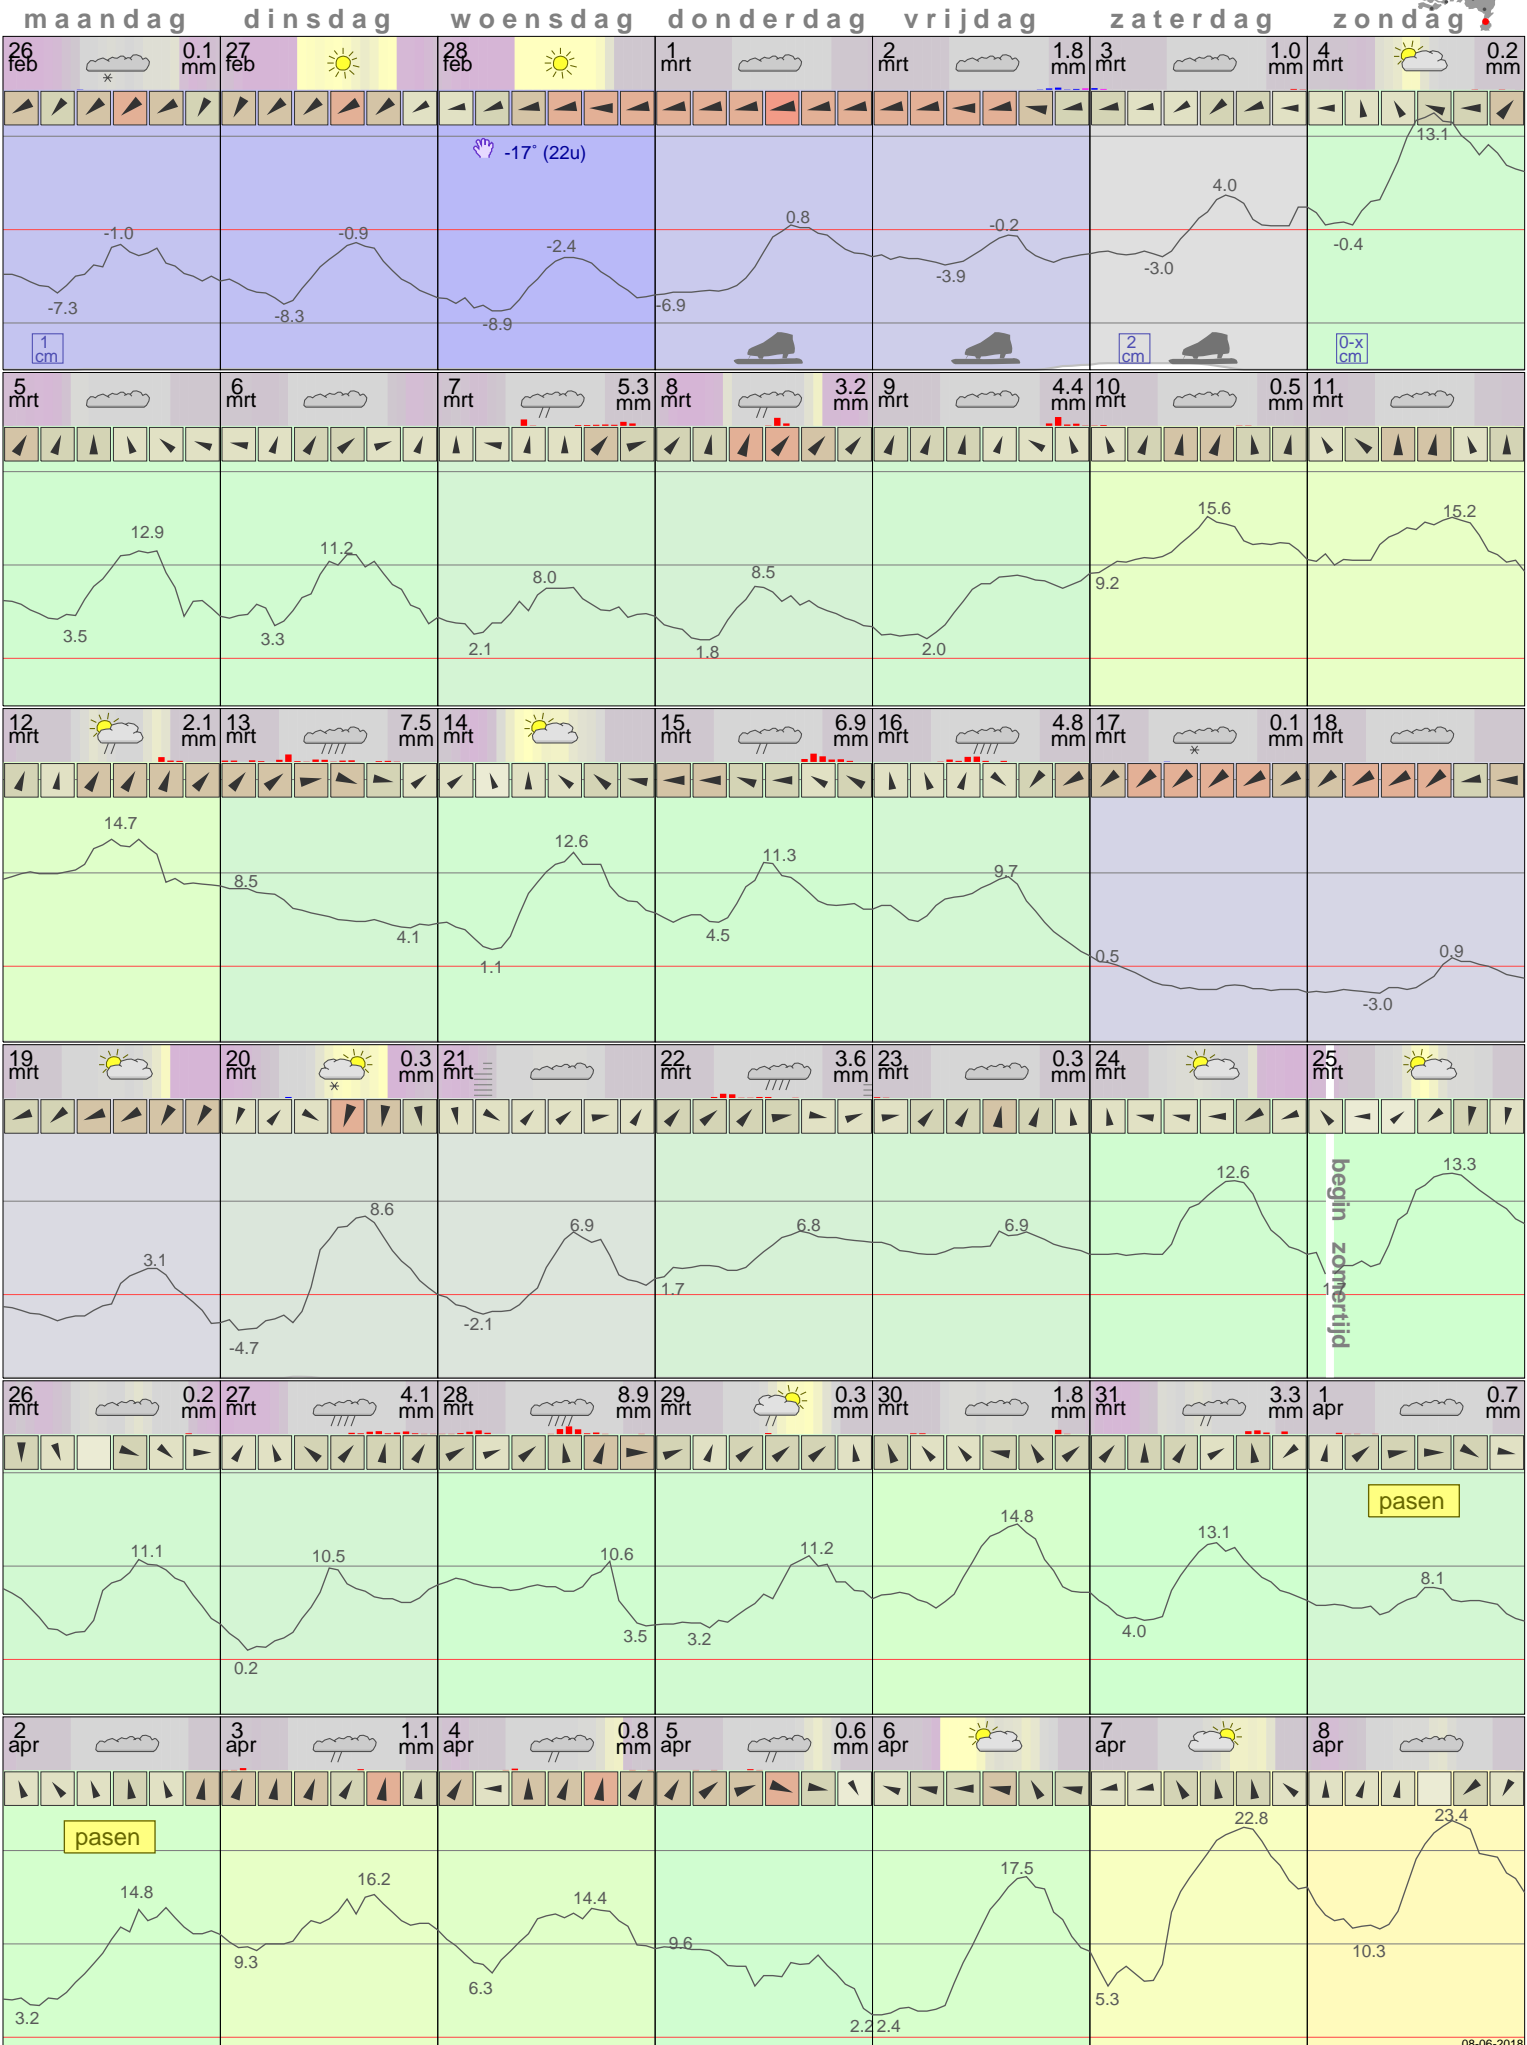 maandag dinsdag woensdag donderdag vrijdag zaterdag zondag
26 feb 0.1 mm 27 feb 28 feb 1 mrt 2 mrt 1.8 mm 3 mrt 1.0 mm 4 mrt 0.2 mm
-17° (22u) 13.1
-1.0 -0.9 -2.4 0.8 -0.2 4.0
-7.3 -8.3 -8.9 -6.9 -3.9 -3.0 -0.4
1 cm 2 cm 0-x cm
5 mrt 6 mrt 7 mrt 5.3 mm 8 mrt 3.2 mm 9 mrt 4.4 mm 10 mrt 0.5 mm 11 mrt
12.9 11.2 8.0 8.5 15.6 15.2
3.5 3.3 2.1 1.8 2.0 9.2
12 mrt 2.1 mm 13 mrt 7.5 mm 14 mrt 15 mrt 6.9 mm 16 mrt 4.8 mm 17 mrt 0.1 mm 18 mrt
14.7 8.5 12.6 11.3 9.7 0.5 0.9
4.1 1.1 4.5 -3.0
19 mrt 20 mrt 0.3 mm 21 mrt 22 mrt 3.6 mm 23 mrt 0.3 mm 24 mrt 25 mrt
3.1 8.6 6.9 6.8 6.9 12.6 13.3
-4.7 -2.1 1.7
begin zomertijd
26 mrt 0.2 mm 27 mrt 4.1 mm 28 mrt 8.9 mm 29 mrt 0.3 mm 30 mrt 1.8 mm 31 mrt 3.3 mm 1 apr 0.7 mm
pasen
11.1 10.5 10.6 11.2 14.8 13.1 8.1
0.2 3.5 3.2 4.0
2 apr 3 apr 1.1 mm 4 apr 0.8 mm 5 apr 0.6 mm 6 apr 7 apr 8 apr
pasen
14.8 16.2 14.4 9.6 17.5 22.8 23.4
3.2 9.3 6.3 2.2 2.4 5.3 10.3
08-06-2018